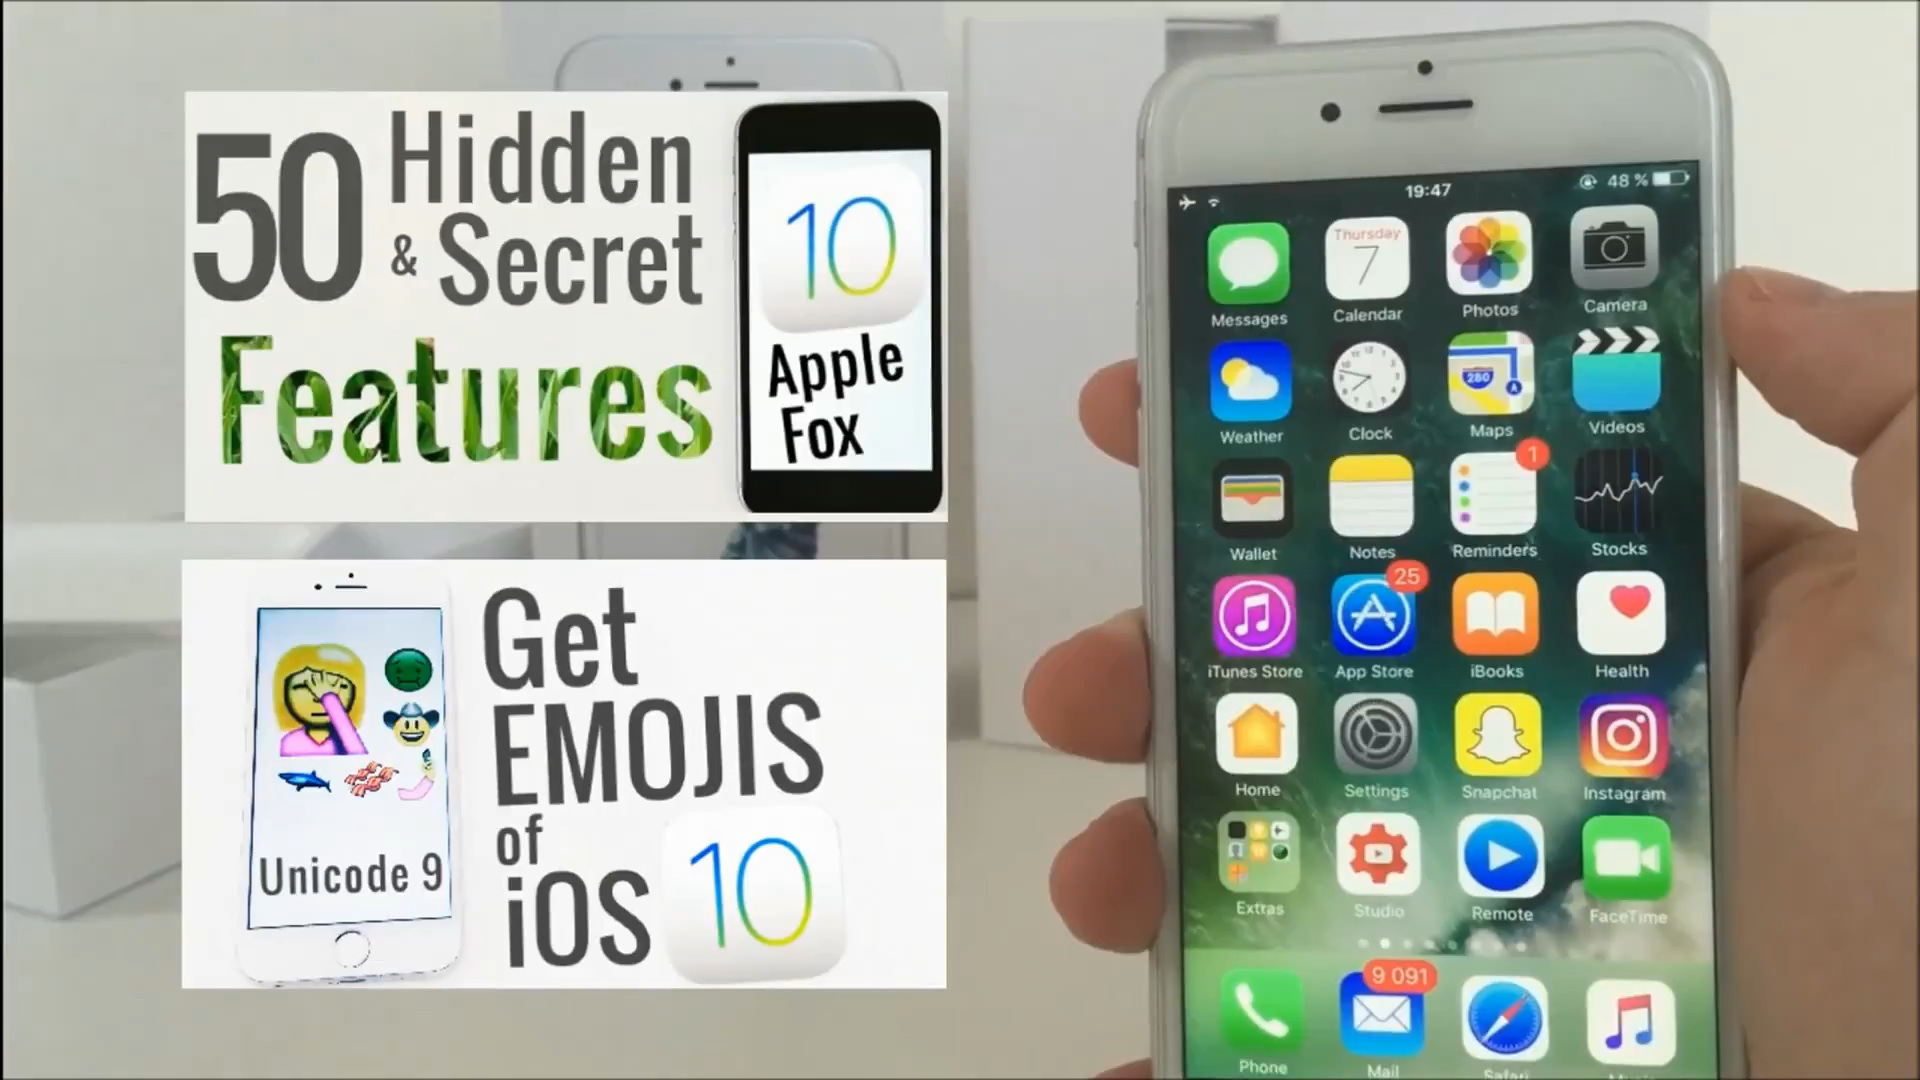 50 Hidden
& Secret
Features
10
Apple
Fox
Get
EMOJIS
of
iOS 10
Unicode 9
19:47
48 %
Thursday
7
Messages
Calendar
Photos
Camera
280
Weather
Clock
Maps
Videos
1
Wallet
Notes
Reminders
Stocks
25
iTunes Store
App Store
iBooks
Health
Home
Settings
Snapchat
Instagram
Extras
Studio
Remote
FaceTime
9 091
Phone
Mail
Safari